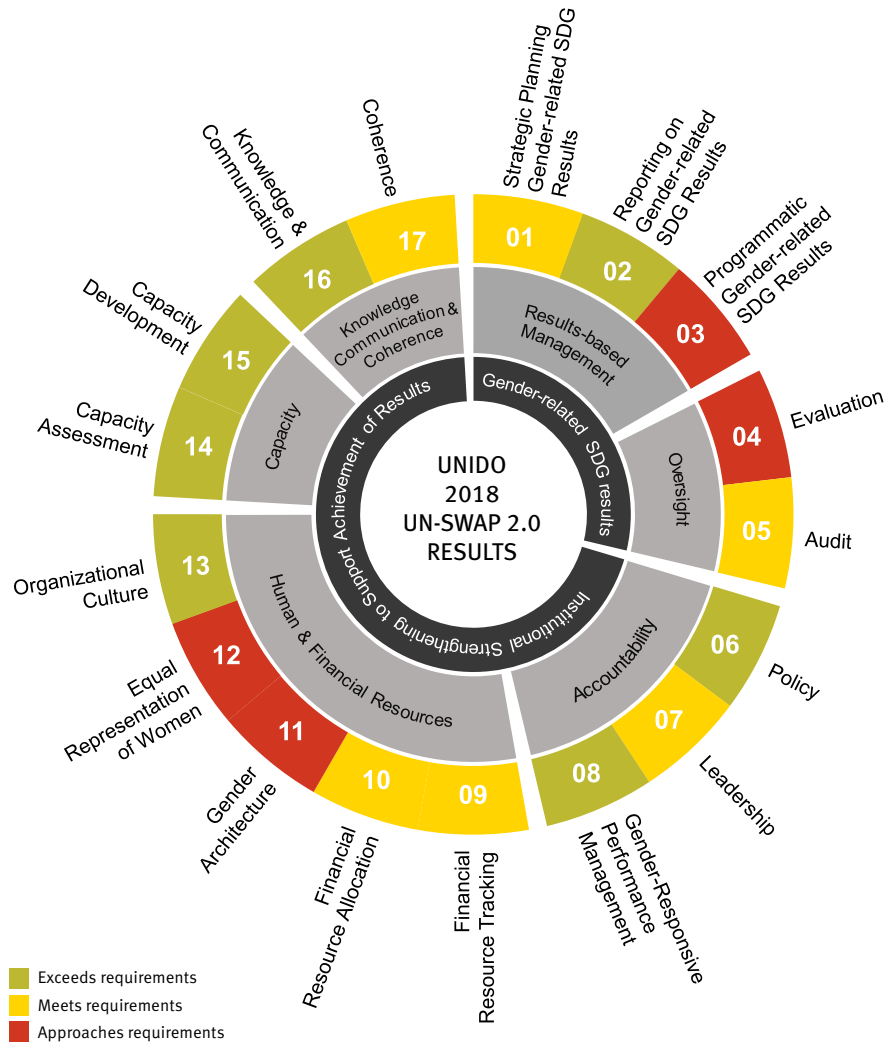 UNIDO
2018
UN-SWAP 2.0
RESULTS
Gender-related SDG results
Institutional Strengthening to Support Achievement of Results
Results-based
Management
Oversight
Accountability
Human & Financial Resources
Capacity
Knowledge
Communication &
Coherence
01
Strategic Planning
Gender-related SDG
Results
02
Reporting on
Gender-related
SDG Results
03
Programmatic
Gender-related
SDG Results
04
Evaluation
05
Audit
06
Policy
07
Leadership
08
Gender-Responsive
Performance
Management
09
Financial
Resource Tracking
10
Financial
Resource Allocation
11
Gender
Architecture
12
Equal
Representation
of Women
13
Organizational
Culture
14
Capacity
Assessment
15
Capacity
Development
16
Knowledge &
Communication
17
Coherence
Exceeds requirements
Meets requirements
Approaches requirements